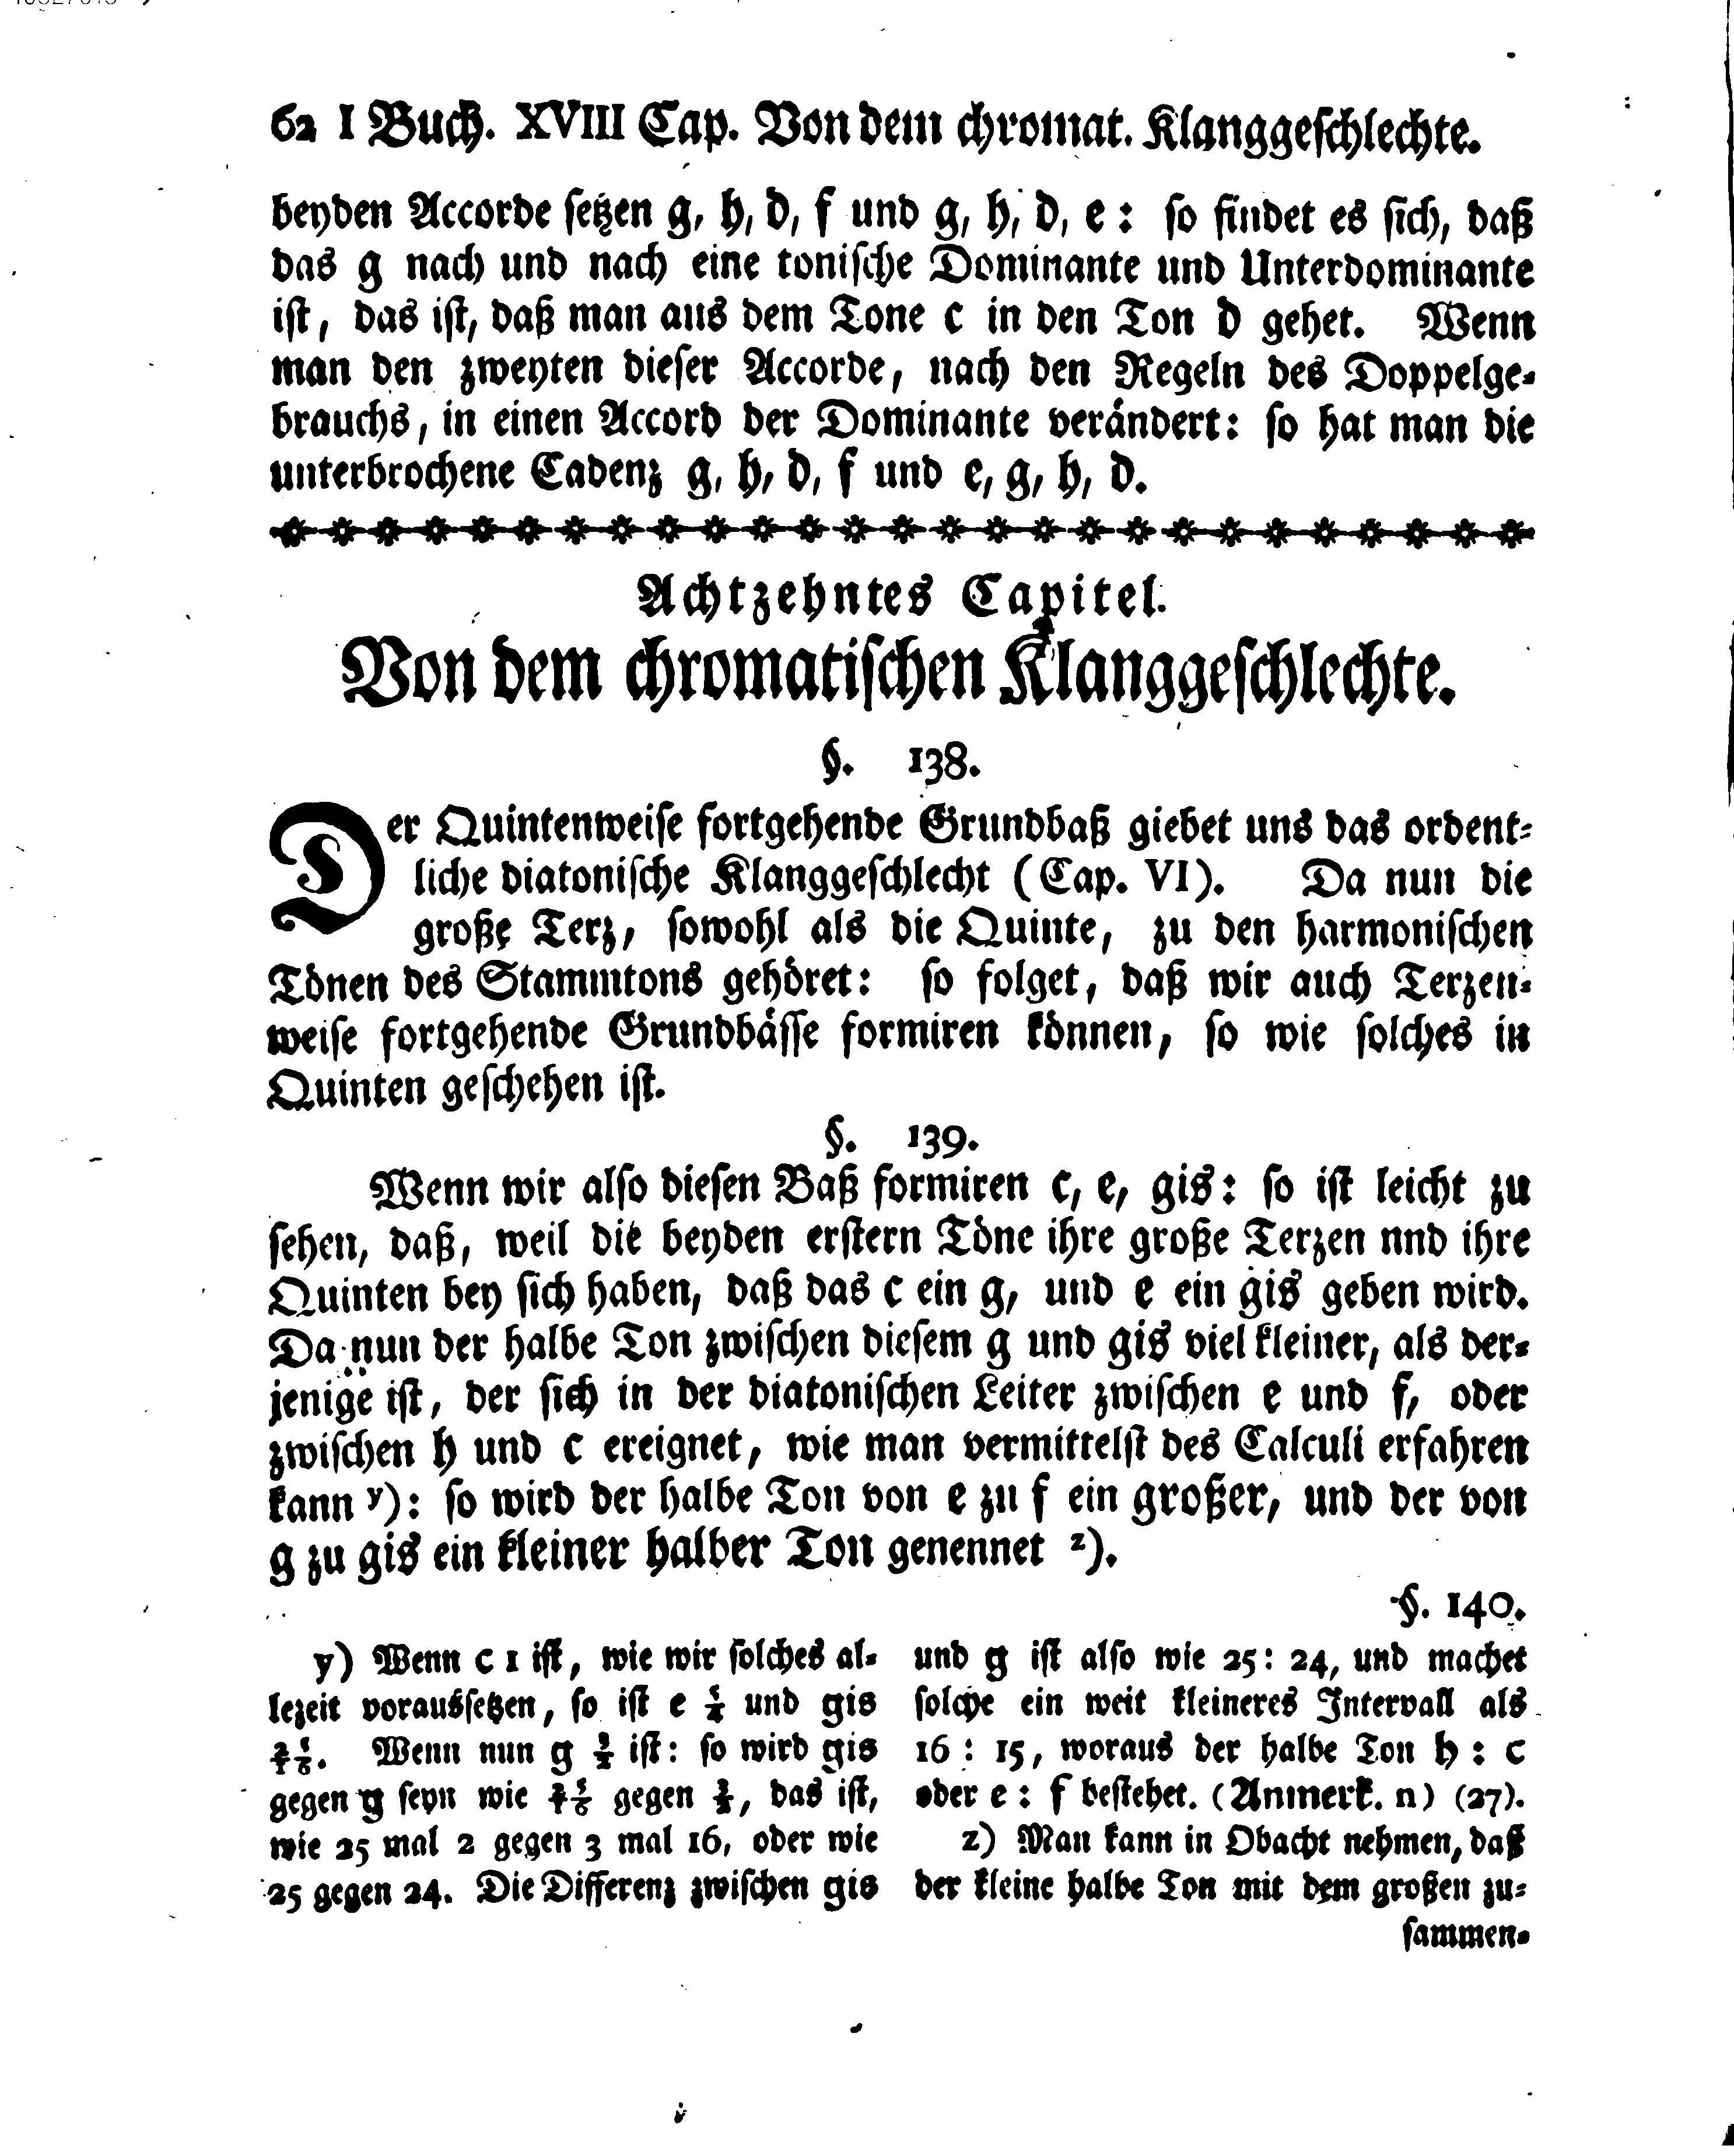 62 I Buch. XVIII Cap. Von dem chromat. Klanggeschlechte.
beyden Accorde setzen g, h, d, f und g, h, d, e: so findet es sich, daß
das g nach und nach eine tonische Dominante und Unterdominante
ist, das ist, daß man aus dem Tone c in den Ton d gehet. Wenn
man den zweyten dieser Accorde, nach den Regeln des Doppelge-
brauchs, in einen Accord der Dominante verändert: so hat man die
unterbrochene Cadenz g, h, d, f und e, g, h, d.
Achtzehntes Capitel.
Von dem chromatischen Klanggeschlechte.
§. 138.
Der Quintenweise fortgehende Grundbaß giebet uns das ordent-
liche diatonische Klanggeschlecht (Cap. VI). Da nun die
große Terz, sowohl als die Quinte, zu den harmonischen
Tönen des Stammtons gehöret: so folget, daß wir auch Terzen-
weise fortgehende Grundbässe formiren können, so wie solches in
Quinten geschehen ist.
§. 139.
Wenn wir also diesen Baß formiren c, e, gis: so ist leicht zu
sehen, daß, weil die beyden erstern Töne ihre große Terzen nnd ihre
Quinten bey sich haben, daß das c ein g, und e ein gis geben wird.
Da nun der halbe Ton zwischen diesem g und gis viel kleiner, als der-
jenige ist, der sich in der diatonischen Leiter zwischen e und f, oder
zwischen h und c ereignet, wie man vermittelst des Calculi erfahren
kann y): so wird der halbe Ton von e zu f ein großer, und der von
g zu gis ein kleiner halber Ton genennet z).
§. 140.
y) Wenn c 1 ist, wie wir solches al-
lezeit voraussetzen, so ist e 5/4 und gis
25/16. Wenn nun g 3/2 ist: so wird gis
gegen g seyn wie 25/16 gegen 3/2, das ist,
wie 25 mal 2 gegen 3 mal 16, oder wie
25 gegen 24. Die Differenz zwischen gis
und g ist also wie 25: 24, und machet
solche ein weit kleineres Intervall als
16 : 15, woraus der halbe Ton h : c
oder e : f bestehet. (Anmerk. n) (27).
z) Man kann in Obacht nehmen, daß
der kleine halbe Ton mit dem großen zu-
sammen-